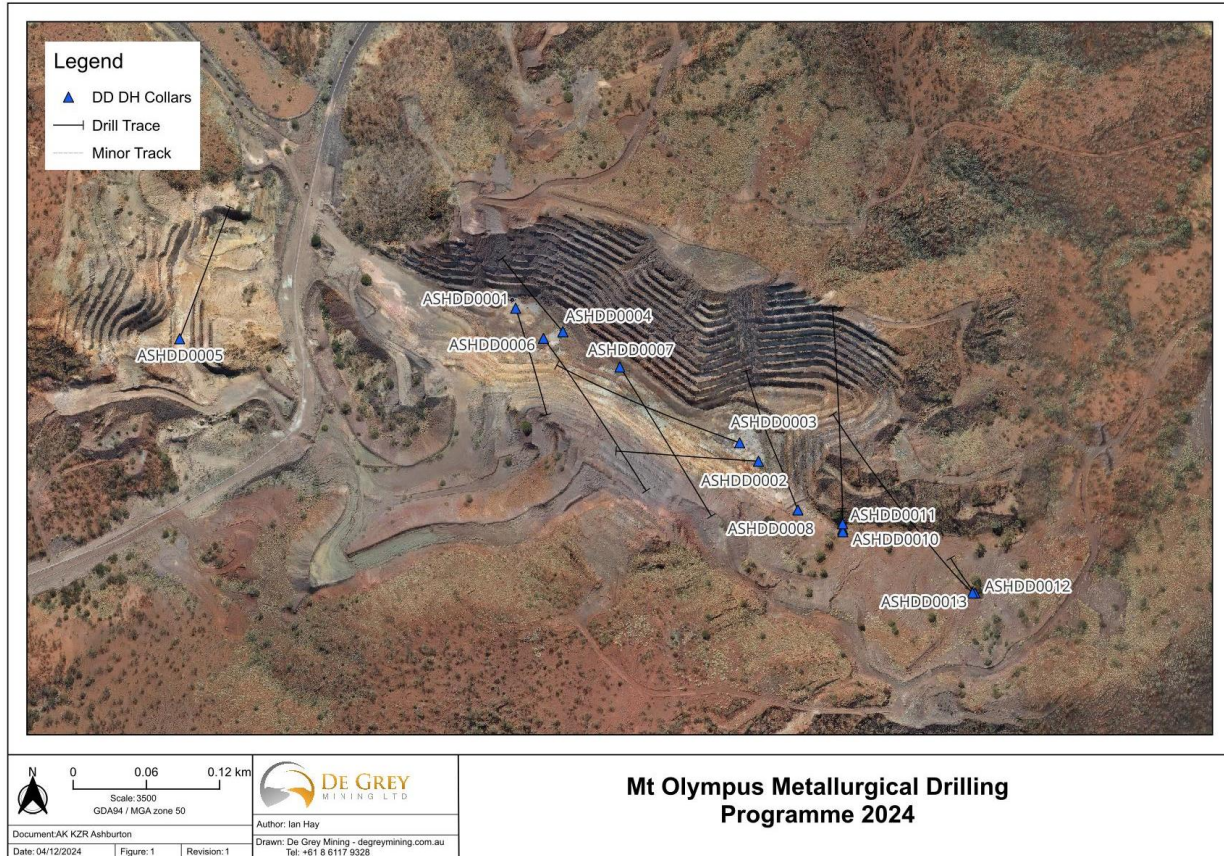 Legend
DD DH Collars
Drill Trace
Minor Track
ASHDD0001
ASHDD0004
ASHDD0006
ASHDD0007
ASHDD0005
ASHDD0003
ASHDD0002
ASHDD0008
ASHDD0011
ASHDD0010
ASHDD0012
ASHDD0013
N
0 0.06 0.12 km
Scale:3500
GDA94 / MGA zone 50
Document:AK KZR Ashburton
Date: 04/12/2024 Figure: 1 Revision: 1
DE GREY
MINING LTD
Author: Ian Hay
Drawn: De Grey Mining - degreymining.com.au
Tel: +61 8 6117 9328
Mt Olympus Metallurgical Drilling
Programme 2024